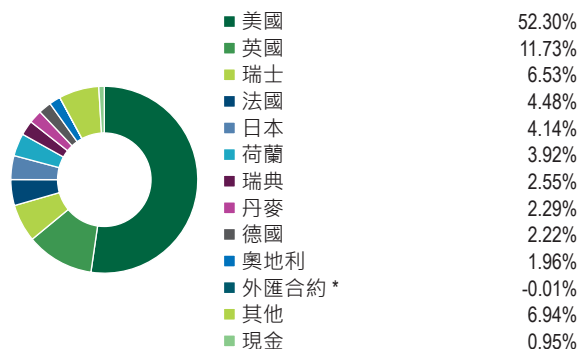 美國 52.30%
英國 11.73%
瑞士 6.53%
法國 4.48%
日本 4.14%
荷蘭 3.92%
瑞典 2.55%
丹麥 2.29%
德國 2.22%
奧地利 1.96%
外匯合約 * -0.01%
其他 6.94%
現金 0.95%